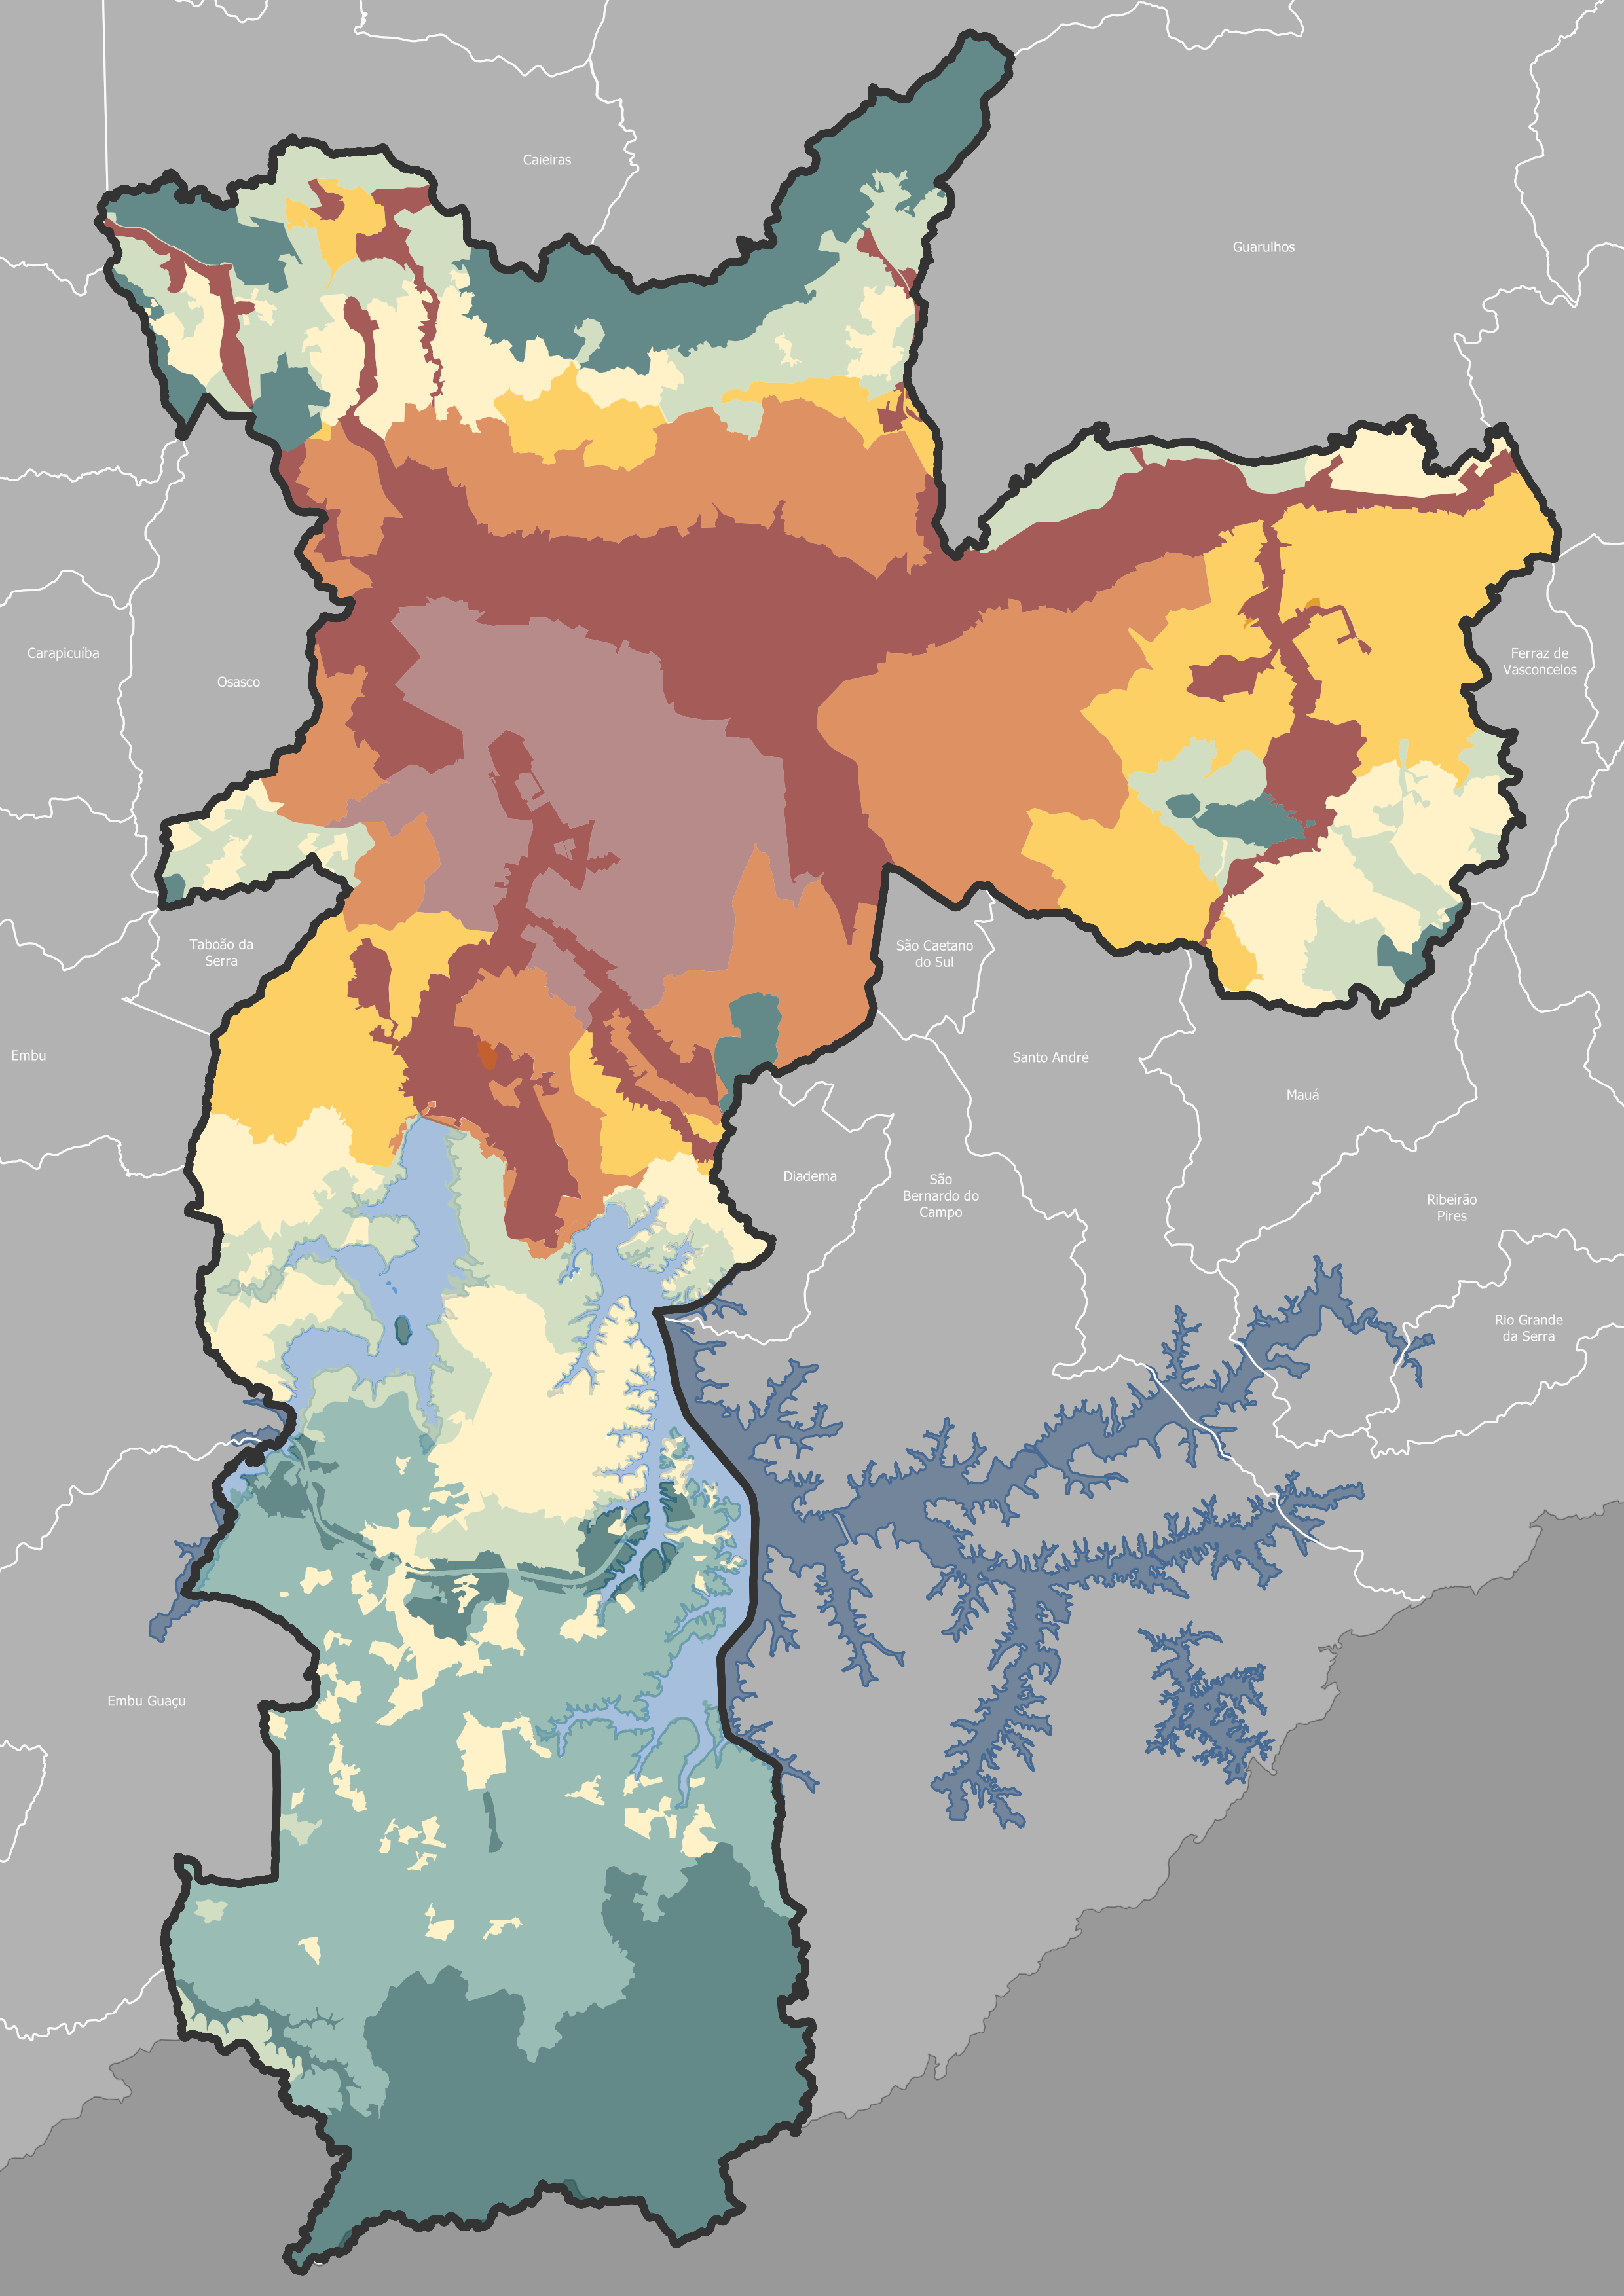 Caieiras
Guarulhos
Carapicuíba
Osasco
Ferraz de
Vasconcelos
Taboão da
Serra
São Caetano
do Sul
Embu
Santo André
Mauá
Diadema
São
Bernardo do
Campo
Ribeirão
Pires
Rio Grande
da Serra
Embu Guaçu